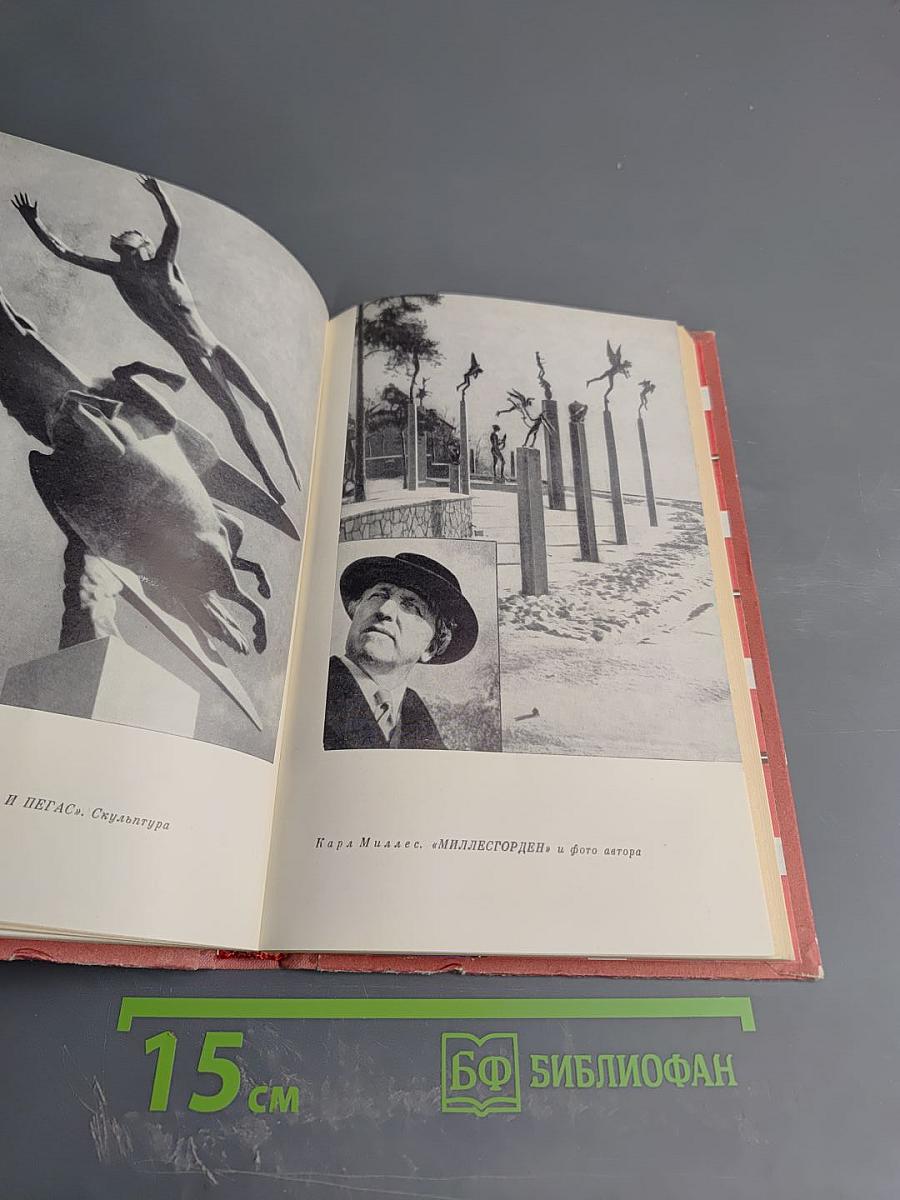 И ПЕГАС». Скульптура
Карл Миллес. «МИЛЛЕСГОРДЕН» и фото автора
15 см
БФ БИБЛИОФАН